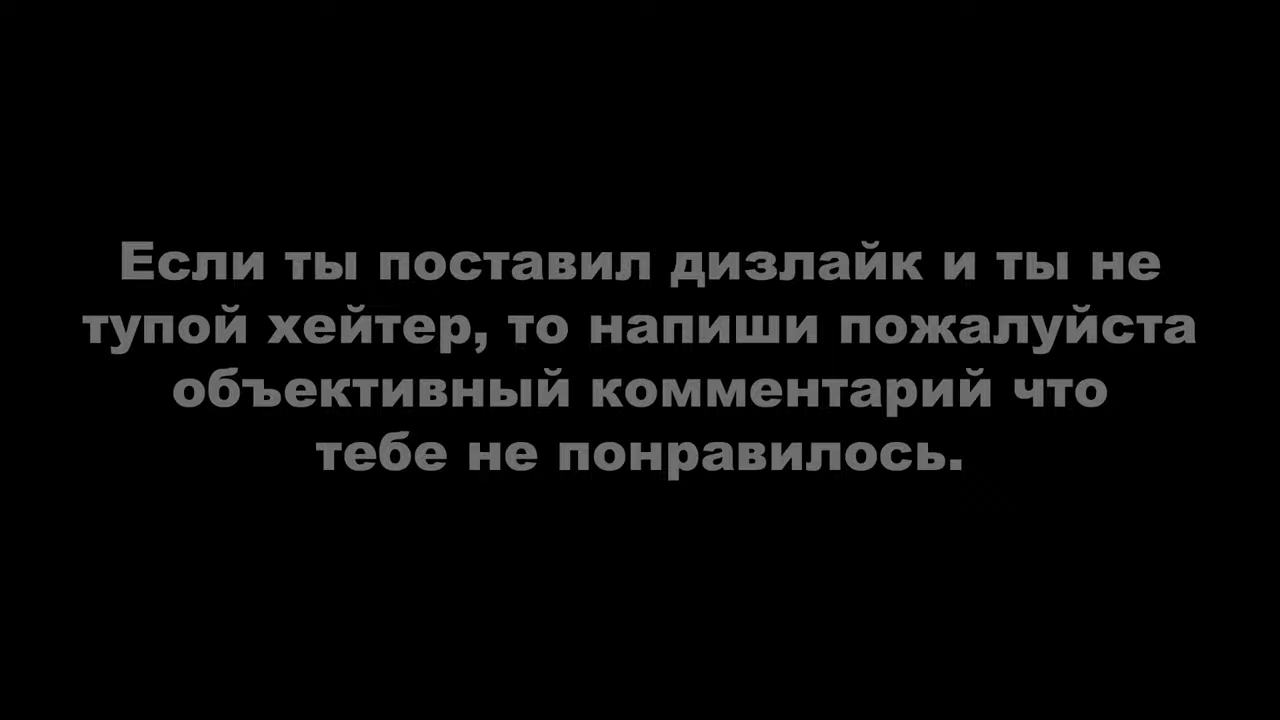 Если ты поставил дизлайк и ты не
тупой хейтер, то напиши пожалуйста
объективный комментарий что
тебе не понравилось.